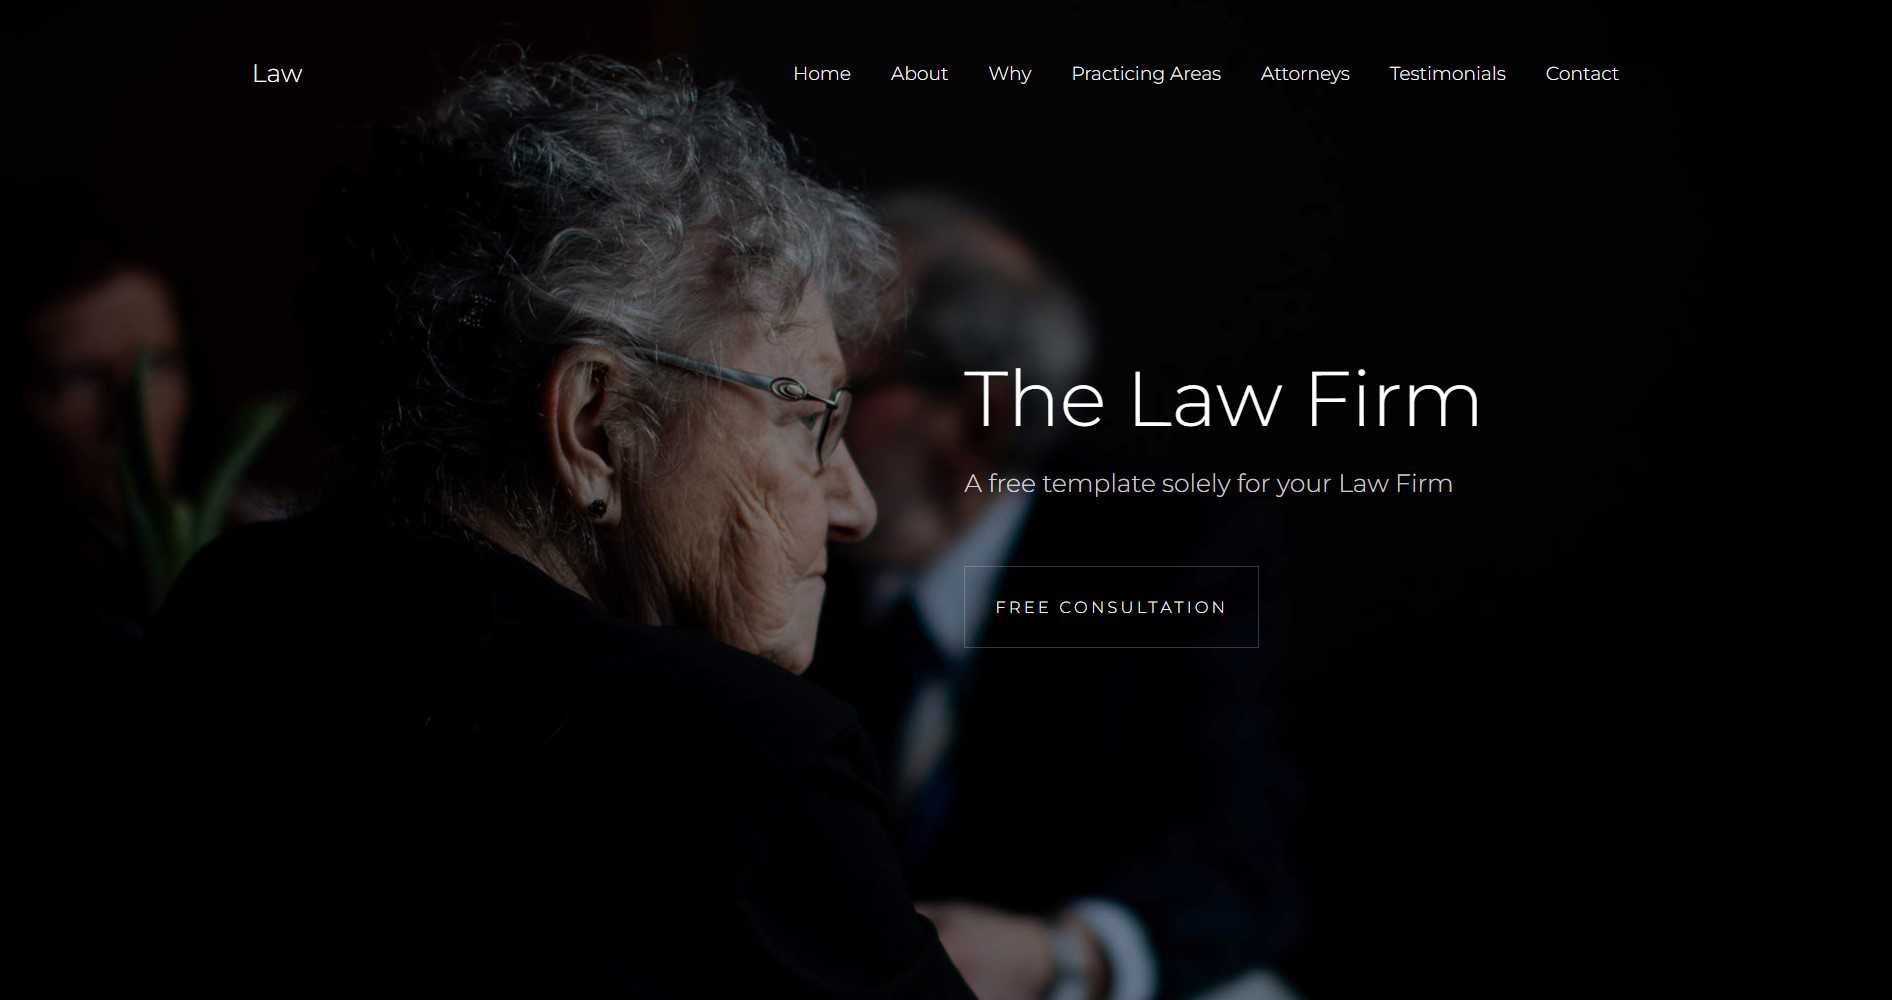 Law
Home About Why Practicing Areas Attorneys Testimonials Contact
The Law Firm
A free template solely for your Law Firm
FREE CONSULTATION